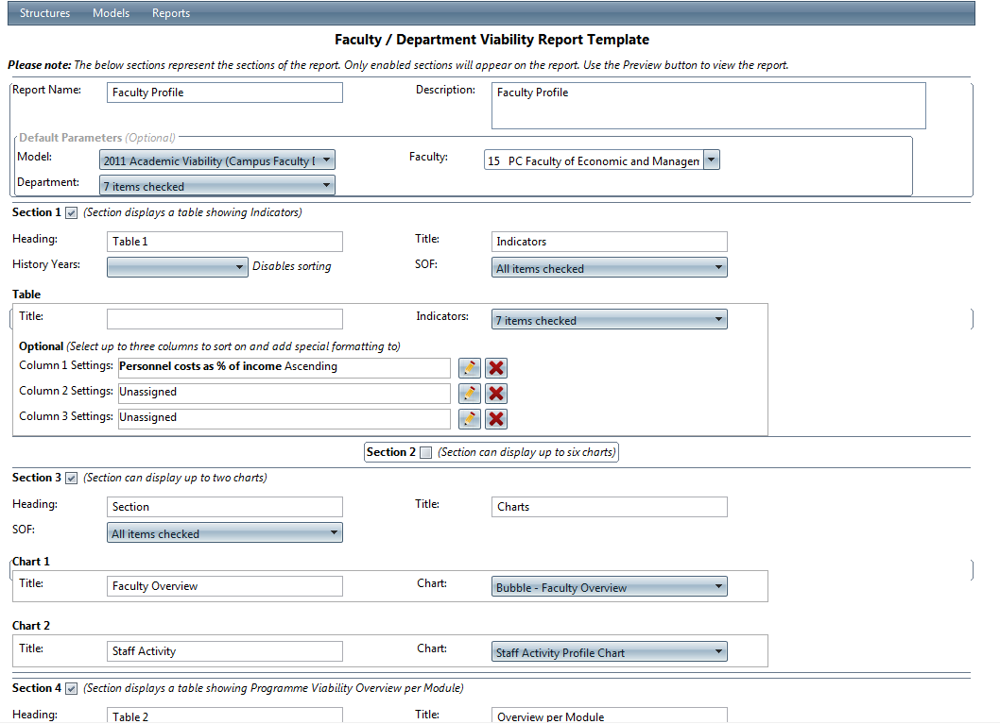 Structures Models Reports
Faculty / Department Viability Report Template
Please note: The below sections represent the sections of the report. Only enabled sections will appear on the report. Use the Preview button to view the report.
Report Name: Faculty Profile Description: Faculty Profile
Default Parameters (Optional)
Model: 2011 Academic Viability (Campus Faculty Faculty: 15 PC Faculty of Economic and Managen
Department: 7 items checked
Section 1 (Section displays a table showing Indicators)
Heading: Table 1 Title: Indicators
History Years: Disables sorting SOF: All items checked
Table
Title: Indicators: 7 items checked
Optional (Select up to three columns to sort on and add special formatting to)
Column 1 Settings: Personnel costs as % of income Ascending
Column 2 Settings: Unassigned
Column 3 Settings: Unassigned
Section 2 (Section can display up to six charts)
Section 3 (Section can display up to two charts)
Heading: Section Title: Charts
SOF: All items checked
Chart 1
Title: Faculty Overview Chart: Bubble - Faculty Overview
Chart 2
Title: Staff Activity Chart: Staff Activity Profile Chart
Section 4 (Section displays a table showing Programme Viability Overview per Module)
Heading: Table 2 Title: Overview per Module